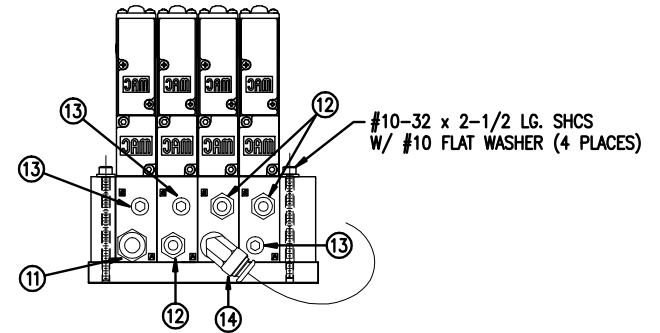 MAC MAC MAC MAC
13 12
#10-32 x 2-1/2 LG. SHCS
W/ #10 FLAT WASHER (4 PLACES)
MAC MAC MAC MAC
13
13
11 12 14